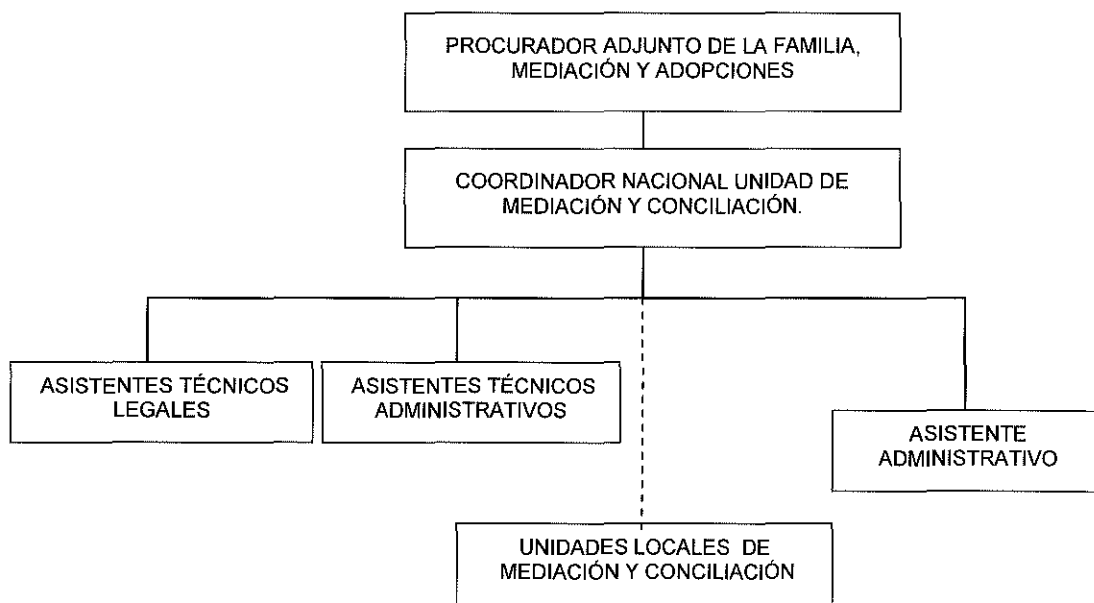 PROCURADOR ADJUNTO DE LA FAMILIA,
MEDIACIÓN Y ADOPCIONES
COORDINADOR NACIONAL UNIDAD DE
MEDIACIÓN Y CONCILIACIÓN.
ASISTENTES TÉCNICOS
LEGALES
ASISTENTES TÉCNICOS
ADMINISTRATIVOS
ASISTENTE
ADMINISTRATIVO
UNIDADES LOCALES DE
MEDIACIÓN Y CONCILIACIÓN